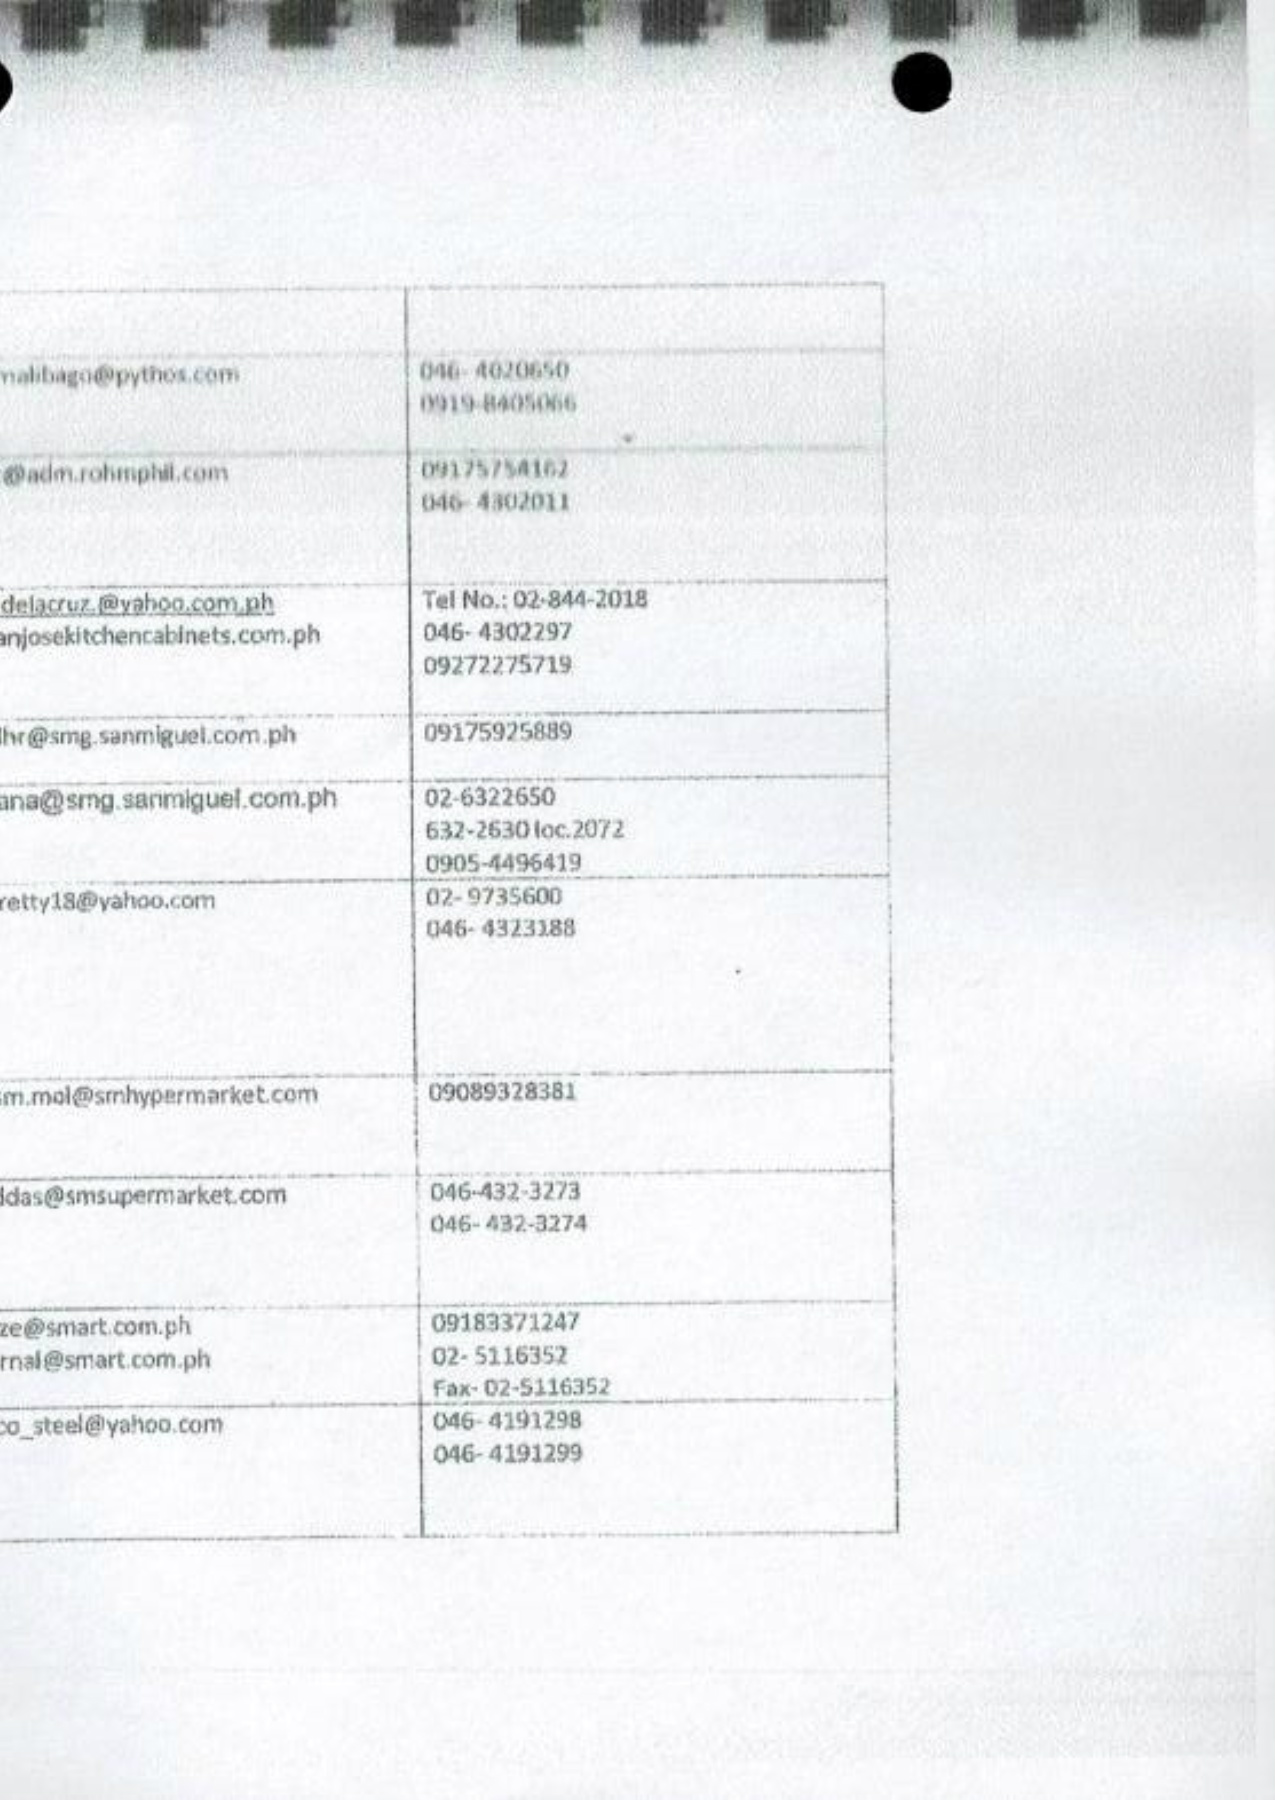 malibago@pythos.com
046- 4020650
0919-8405066
@adm.rohmphil.com
09175754162
046- 4302011
delacruz.@yahoo.com.ph
anjosekitchencabinets.com.ph
Tel No.: 02-844-2018
046- 4302297
09272275719
lhr@smg.sanmiguel.com.ph
09175925889
ana@smg.sanmiguel.com.ph
02-6322650
632-2630 loc.2072
0905-4496419
retty18@yahoo.com
02- 9735600
046- 4323188
sm.mol@smhypermarket.com
09089328381
ldas@smsupermarket.com
046-432-3273
046- 432-3274
ze@smart.com.ph
rnal@smart.com.ph
09183371247
02- 5116352
Fax- 02-5116352
co_steel@yahoo.com
046- 4191298
046- 4191299